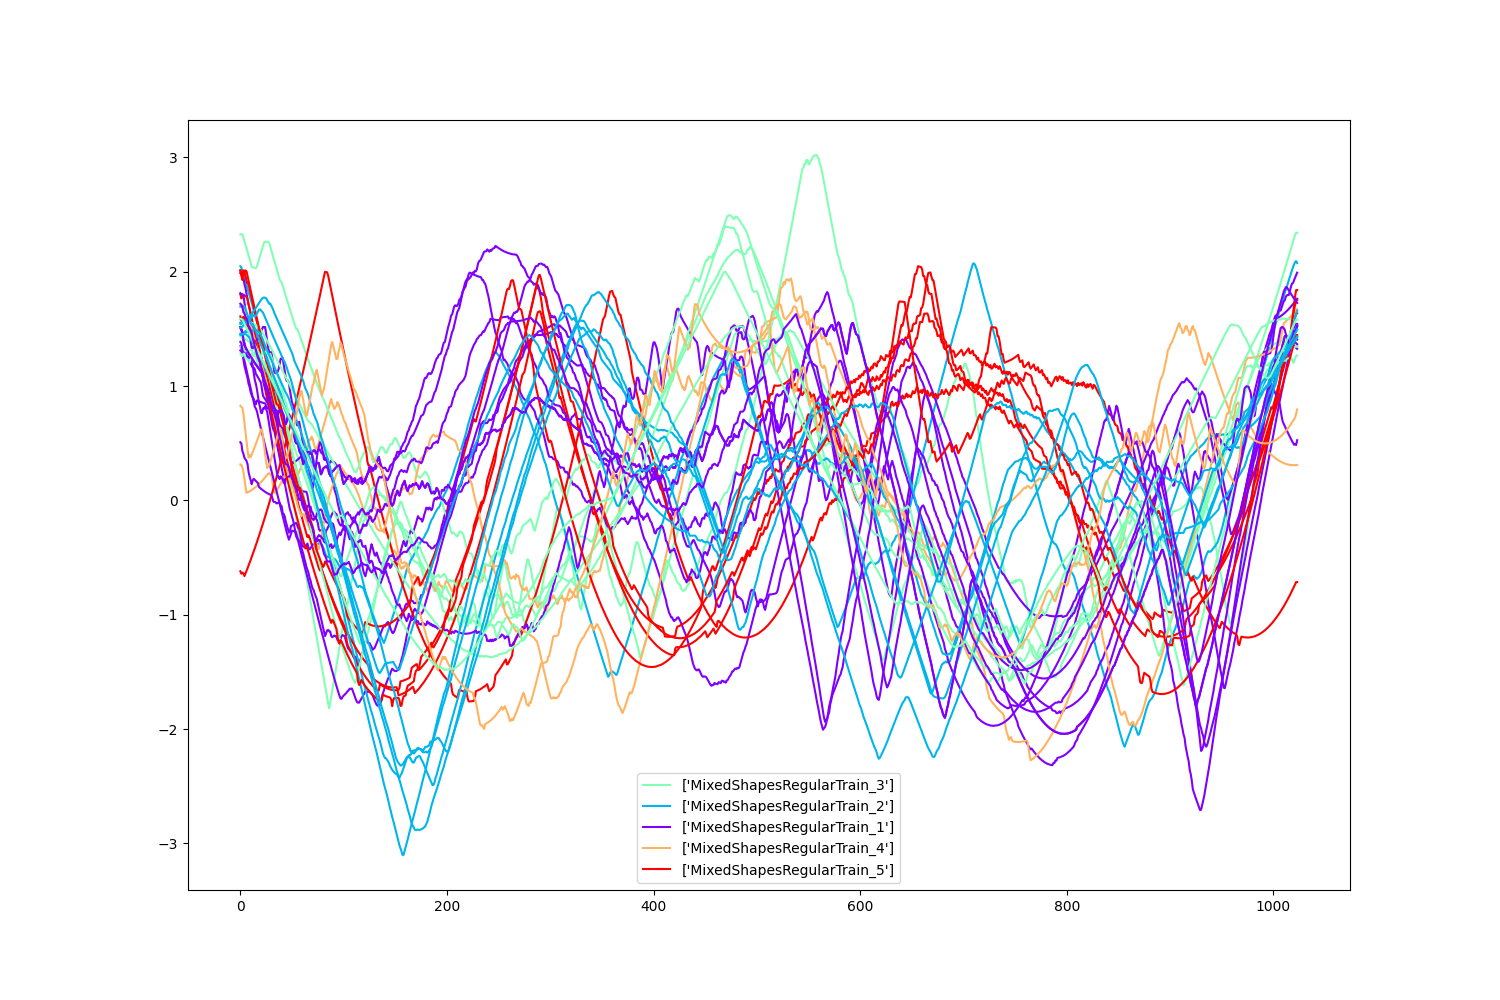 3
2
1
0
−1
−2
−3
0
200
400
600
800
1000
['MixedShapesRegularTrain_3']
['MixedShapesRegularTrain_2']
['MixedShapesRegularTrain_1']
['MixedShapesRegularTrain_4']
['MixedShapesRegularTrain_5']